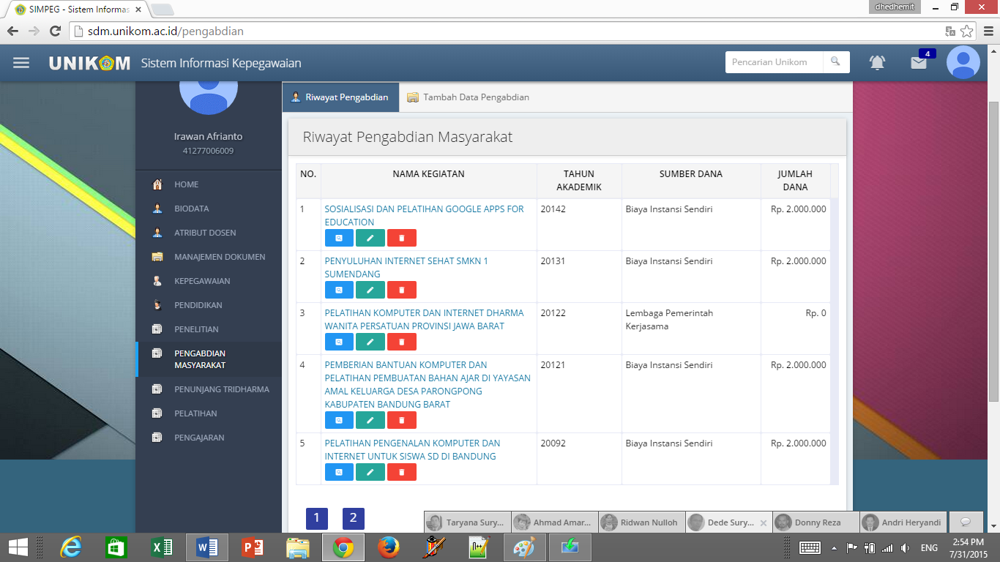 SIMPEG - Sistem Informas
dhedhemit
sdm.unikom.ac.id/pengabdian
UNIKOM Sistem Informasi Kepegawaian
Pencarian Unikom
4
Irawan Afrianto
41277006009
HOME
BIODATA
ATRIBUT DOSEN
MANAJEMEN DOKUMEN
KEPEGAWAIAN
PENDIDIKAN
PENELITIAN
PENGABDIAN
MASYARAKAT
PENUNJANG TRIDHARMA
PELATIHAN
PENGAJARAN
Riwayat Pengabdian
Tambah Data Pengabdian
Riwayat Pengabdian Masyarakat
NO. NAMA KEGIATAN TAHUN SUMBER DANA JUMLAH
AKADEMIK DANA
1 SOSIALISASI DAN PELATIHAN GOOGLE APPS FOR 20142 Biaya Instansi Sendiri Rp. 2.000.000
EDUCATION
2 PENYULUHAN INTERNET SEHAT SMKN 1 20131 Biaya Instansi Sendiri Rp. 2.000.000
SUMENDANG
3 PELATIHAN KOMPUTER DAN INTERNET DHARMA 20122 Lembaga Pemerintah Rp. 0
WANITA PERSATUAN PROVINSI JAWA BARAT Kerjasama
4 PEMBERIAN BANTUAN KOMPUTER DAN 20121 Biaya Instansi Sendiri Rp. 2.000.000
PELATIHAN PEMBUATAN BAHAN AJAR DI YAYASAN
AMAL KELUARGA DESA PARONGPONG
KABUPATEN BANDUNG BARAT
5 PELATIHAN PENGENALAN KOMPUTER DAN 20092 Biaya Instansi Sendiri Rp. 2.000.000
INTERNET UNTUK SISWA SD DI BANDUNG
1 2
Taryana Sury... Ahmad Amar... Ridwan Nulloh Dede Sury... Donny Reza Andri Heryandi
ENG
2:54 PM
7/31/2015